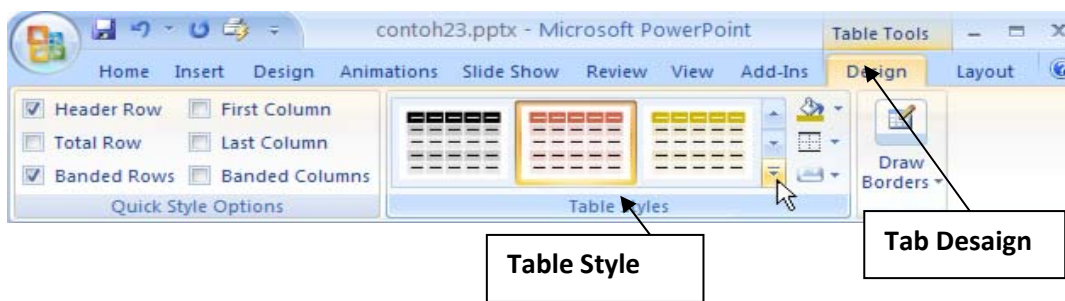 contoh23.pptx - Microsoft PowerPoint
Table Tools
Home Insert Design Animations Slide Show Review View Add-Ins Design Layout
Header Row First Column
Total Row Last Column
Banded Rows Banded Columns
Quick Style Options
Table Styles
Draw
Borders
Table Style
Tab Desaign